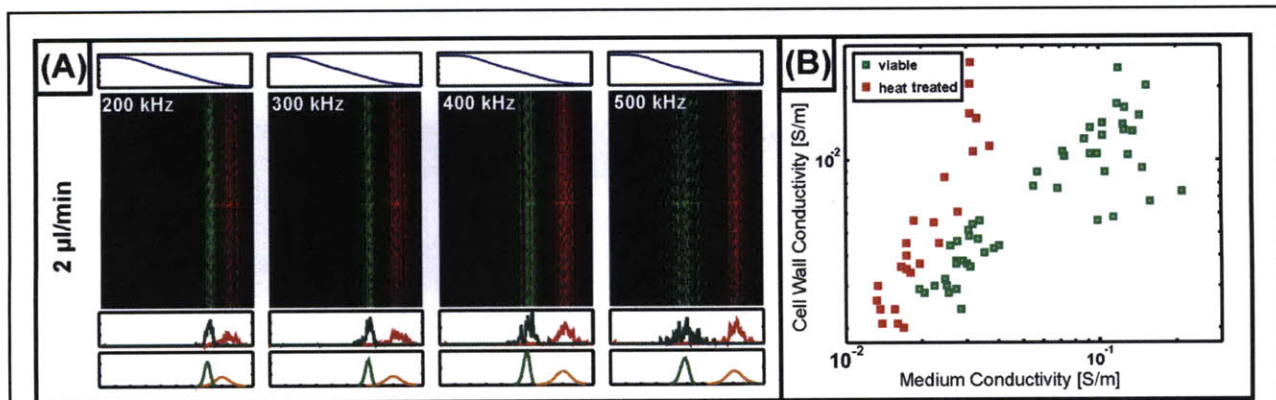 (A)
200 kHz
300 kHz
400 kHz
500 kHz
2 µl/min
(B)
viable
heat treated
Cell Wall Conductivity [S/m]
10⁻²
10⁻²
10⁻¹
Medium Conductivity [S/m]